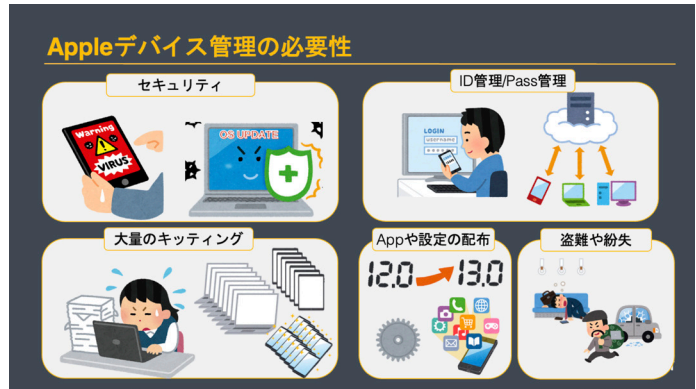 Appleデバイス管理の必要性
セキュリティ
ID管理/Pass管理
Warning
VIRUS
OS UPDATE
LOGIN
username
大量のキッティング
Appや設定の配布
盗難や紛失
12.0
13.0